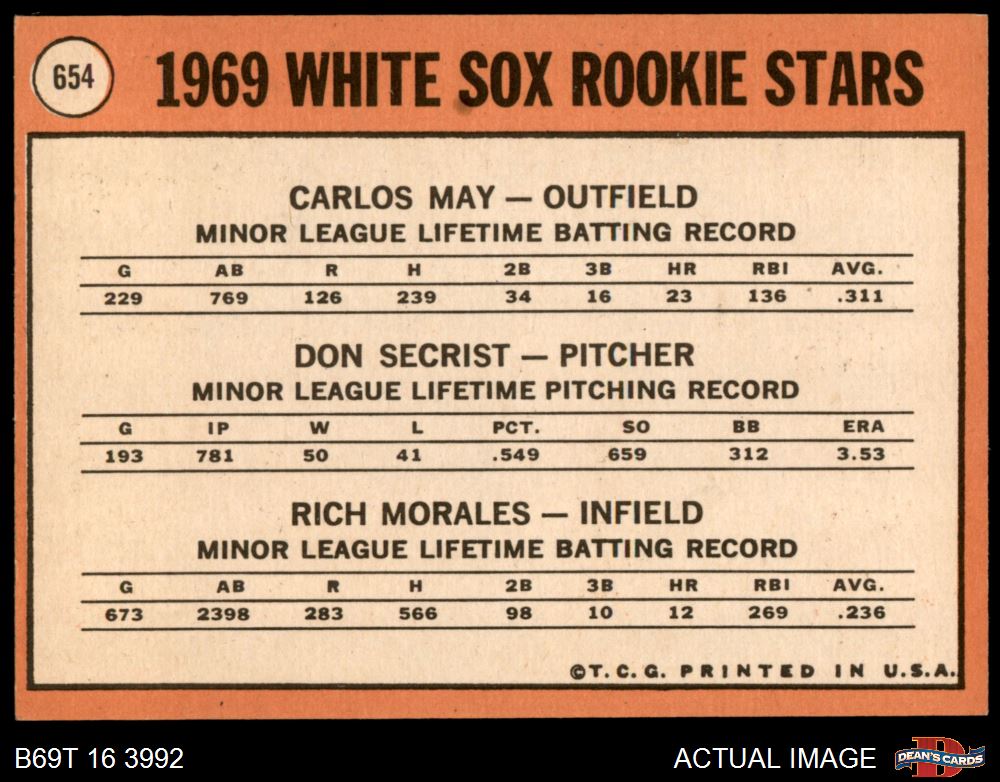 654
1969 WHITE SOX ROOKIE STARS
CARLOS MAY — OUTFIELD
MINOR LEAGUE LIFETIME BATTING RECORD
G AB R H 2B 3B HR RBI AVG.
229 769 126 239 34 16 23 136 .311
DON SECRIST — PITCHER
MINOR LEAGUE LIFETIME PITCHING RECORD
G IP W L PCT. SO BB ERA
193 781 50 41 .549 659 312 3.53
RICH MORALES — INFIELD
MINOR LEAGUE LIFETIME BATTING RECORD
G AB R H 2B 3B HR RBI AVG.
673 2398 283 566 98 10 12 269 .236
©T.C.G. PRINTED IN U.S.A.
B69T 16 3992 ACTUAL IMAGE D DEAN'S CARDS